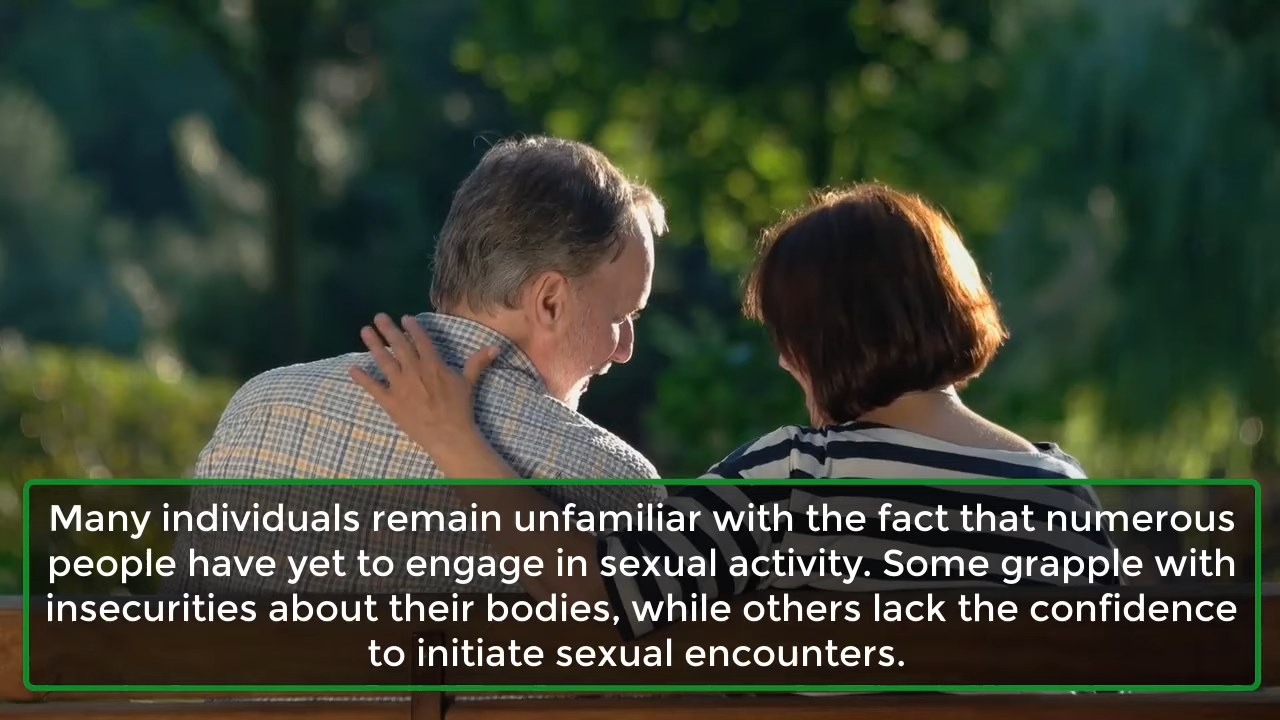 Many individuals remain unfamiliar with the fact that numerous
people have yet to engage in sexual activity. Some grapple with
insecurities about their bodies, while others lack the confidence
to initiate sexual encounters.